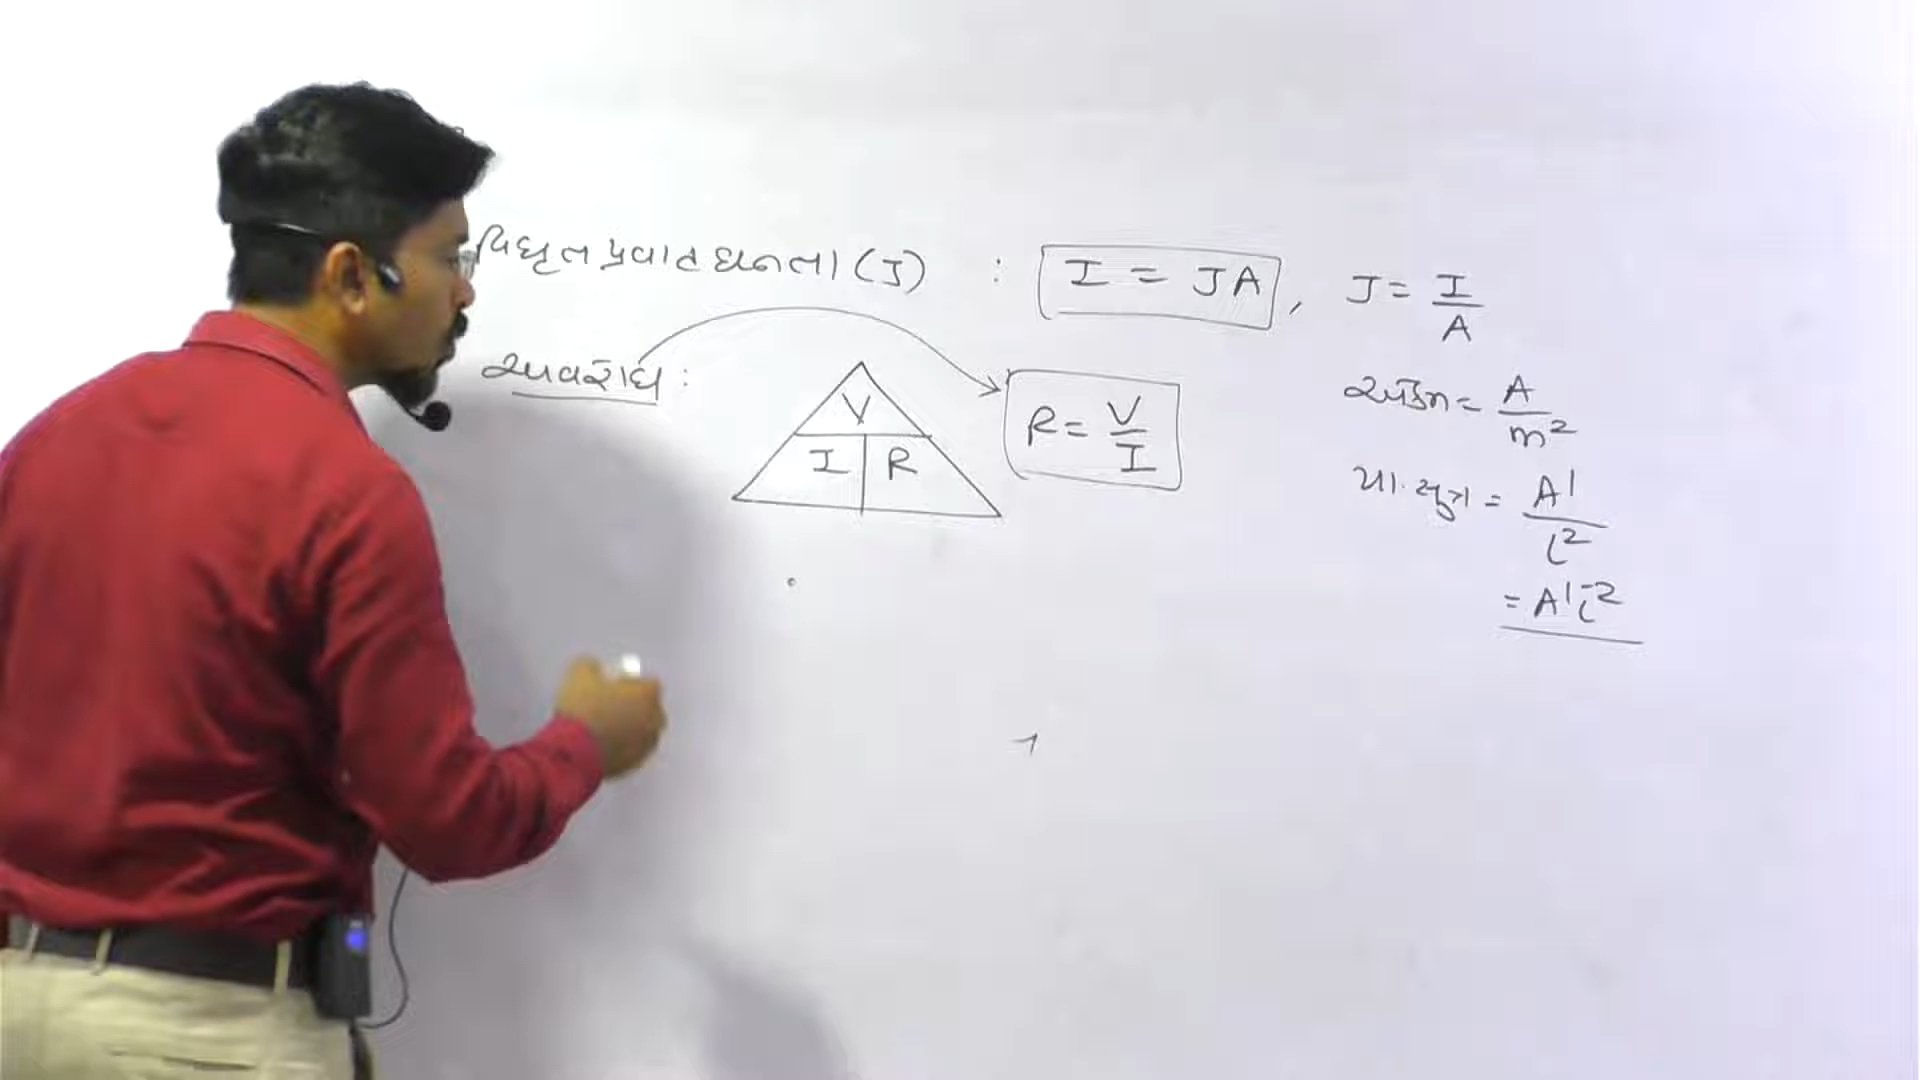 વિદ્યુત પ્રવાહ ઘનતા (J) : I = JA , J = I/A
અવરોધ : V I R R = V/I
એકમ = A/m²
પા. સૂત્ર = A¹/L²
= A¹L⁻²